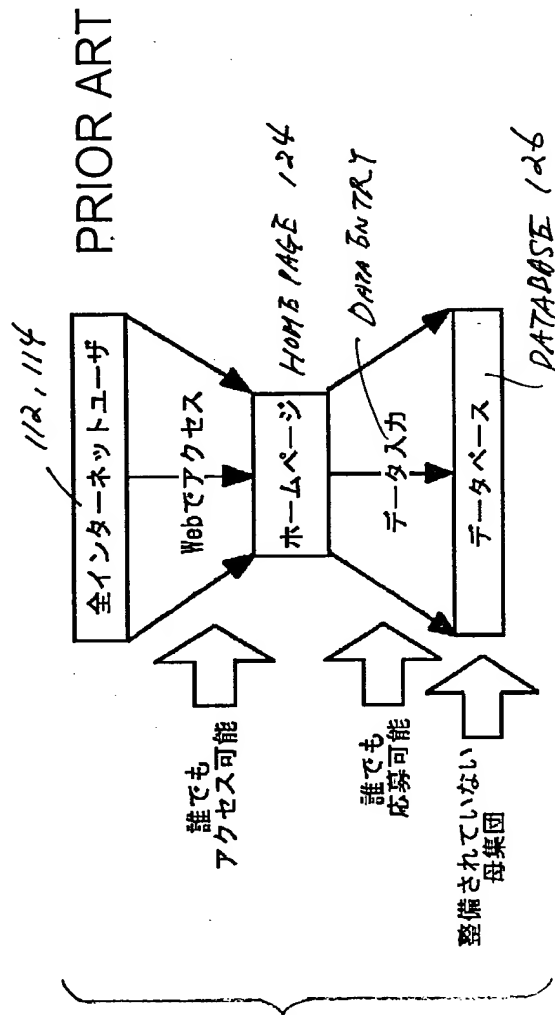 PRIOR ART
112, 114
全インターネットユーザ
Webでアクセス
誰でも
アクセス可能
ホームページ
HOME PAGE 124
データ入力
DATA ENTRY
誰でも
応募可能
データベース
DATABASE 126
整備されていない
母集団